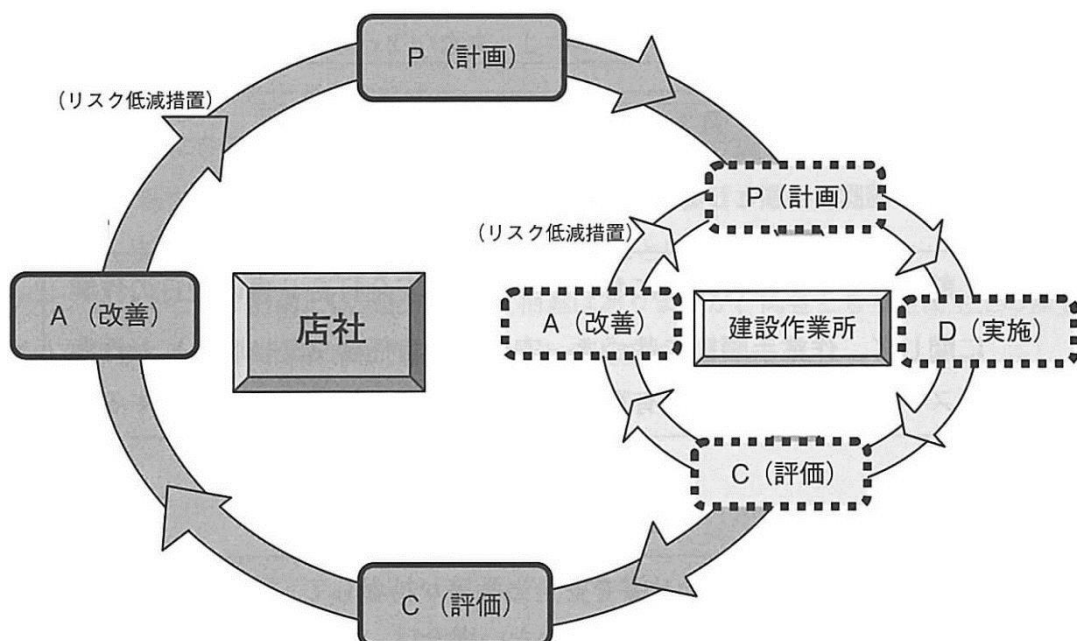 P（計画）
（リスク低減措置）
P（計画）
（リスク低減措置）
A（改善）
店社
A（改善）
建設作業所
D（実施）
C（評価）
C（評価）